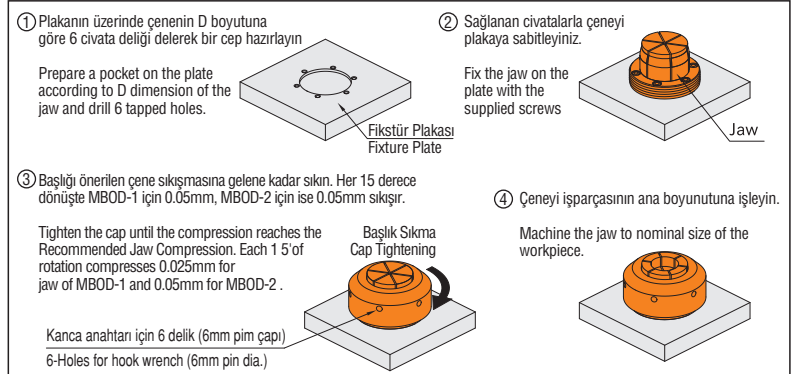 ① Plakanın üzerinde çenenin D boyutuna
göre 6 civata deliği delerek bir cep hazırlayın
Prepare a pocket on the plate
according to D dimension of the
jaw and drill 6 tapped holes.
Fikstür Plakası
Fixture Plate
② Sağlanan civatalarla çeneyi
plakaya sabitleyiniz.
Fix the jaw on the
plate with the
supplied screws
Jaw
③ Başlığı önerilen çene sıkışmasına gelene kadar sıkın. Her 15 derece
dönüşte MBOD-1 için 0.05mm, MBOD-2 için ise 0.05mm sıkışır.
Tighten the cap until the compression reaches the
Recommended Jaw Compression. Each 1 5'of
rotation compresses 0.025mm for
jaw of MBOD-1 and 0.05mm for MBOD-2 .
Başlık Sıkma
Cap Tightening
Kanca anahtarı için 6 delik (6mm pim çapı)
6-Holes for hook wrench (6mm pin dia.)
④ Çeneyi işparçasının ana boyunutuna işleyin.
Machine the jaw to nominal size of the
workpiece.